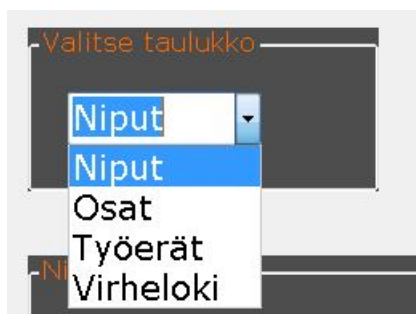 Valitse taulukko
Niput
Niput
Osat
Työerät
Virheloki